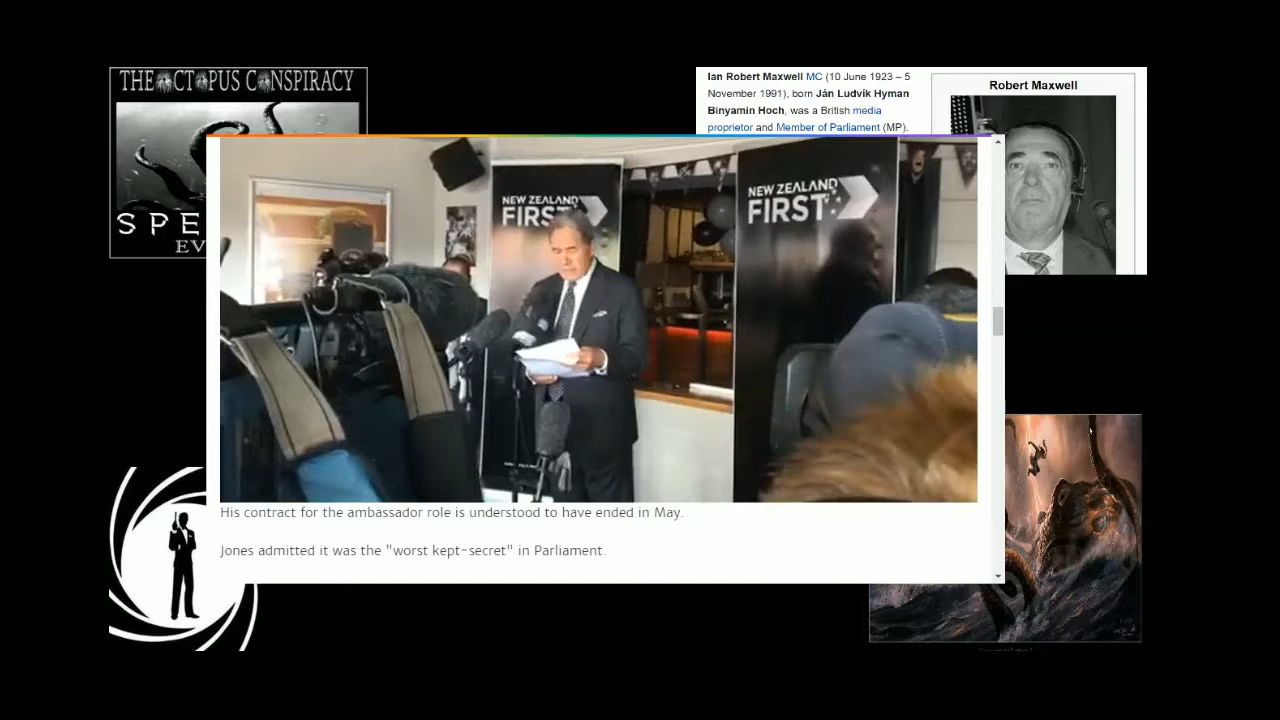 THE OCTOPUS CONSPIRACY
SPE
EV
Ian Robert Maxwell MC (10 June 1923 – 5
November 1991), born Ján Ludvík Hyman
Binyamin Hoch, was a British media
proprietor and Member of Parliament (MP).
Robert Maxwell
NEW ZEALAND
FIRST
NEW ZEALAND
FIRST
His contract for the ambassador role is understood to have ended in May.
Jones admitted it was the "worst kept-secret" in Parliament.